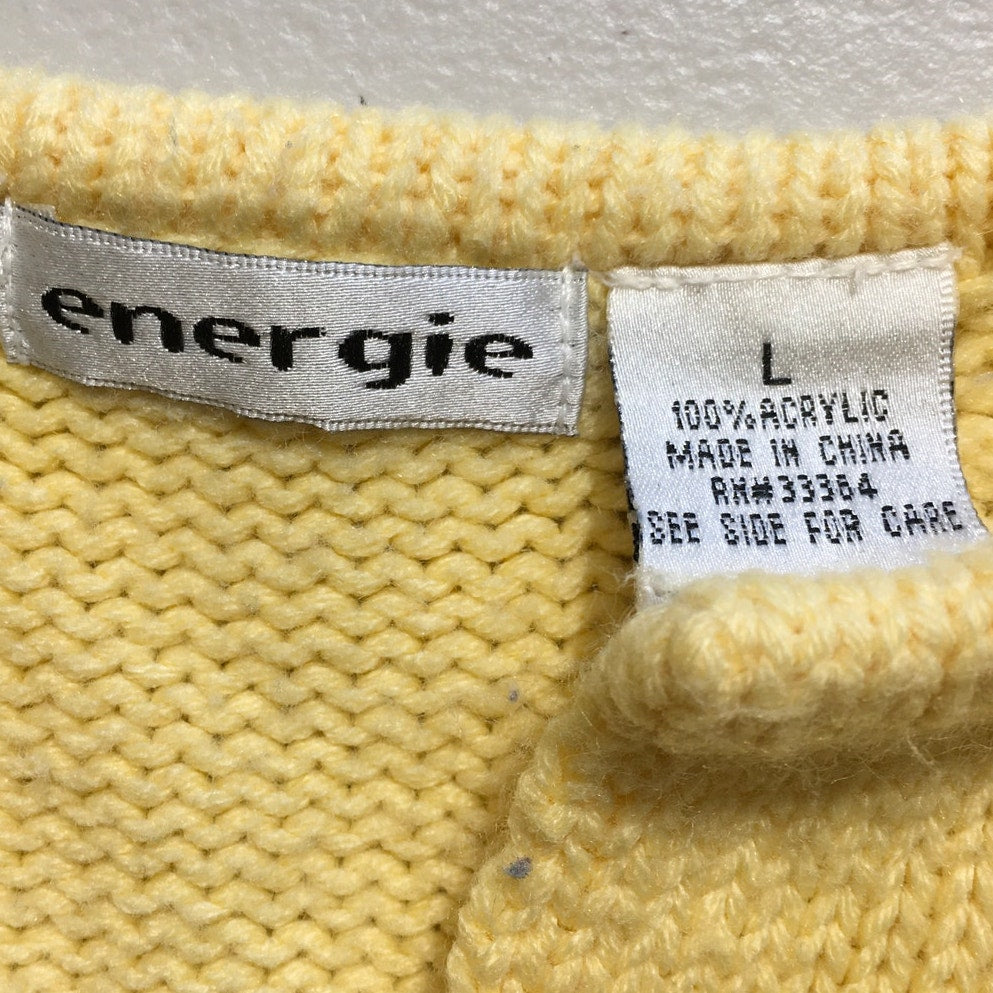 energie
L
100% ACRYLIC
MADE IN CHINA
RN#33364
SEE SIDE FOR CARE